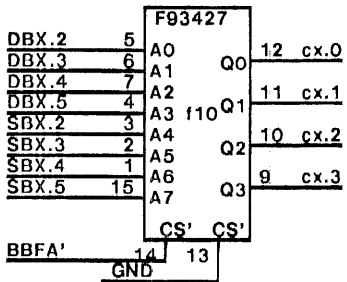 F93427
DBX.2 5 A0 Q0 12 cx.0
DBX.3 6 A1
DBX.4 7 A2 Q1 11 cx.1
DBX.5 4 A3 f10
SBX.2 3 A4 Q2 10 cx.2
SBX.3 2 A5
SBX.4 1 A6 Q3 9 cx.3
SBX.5 15 A7
CS' CS'
BBFA' 14 13
GND